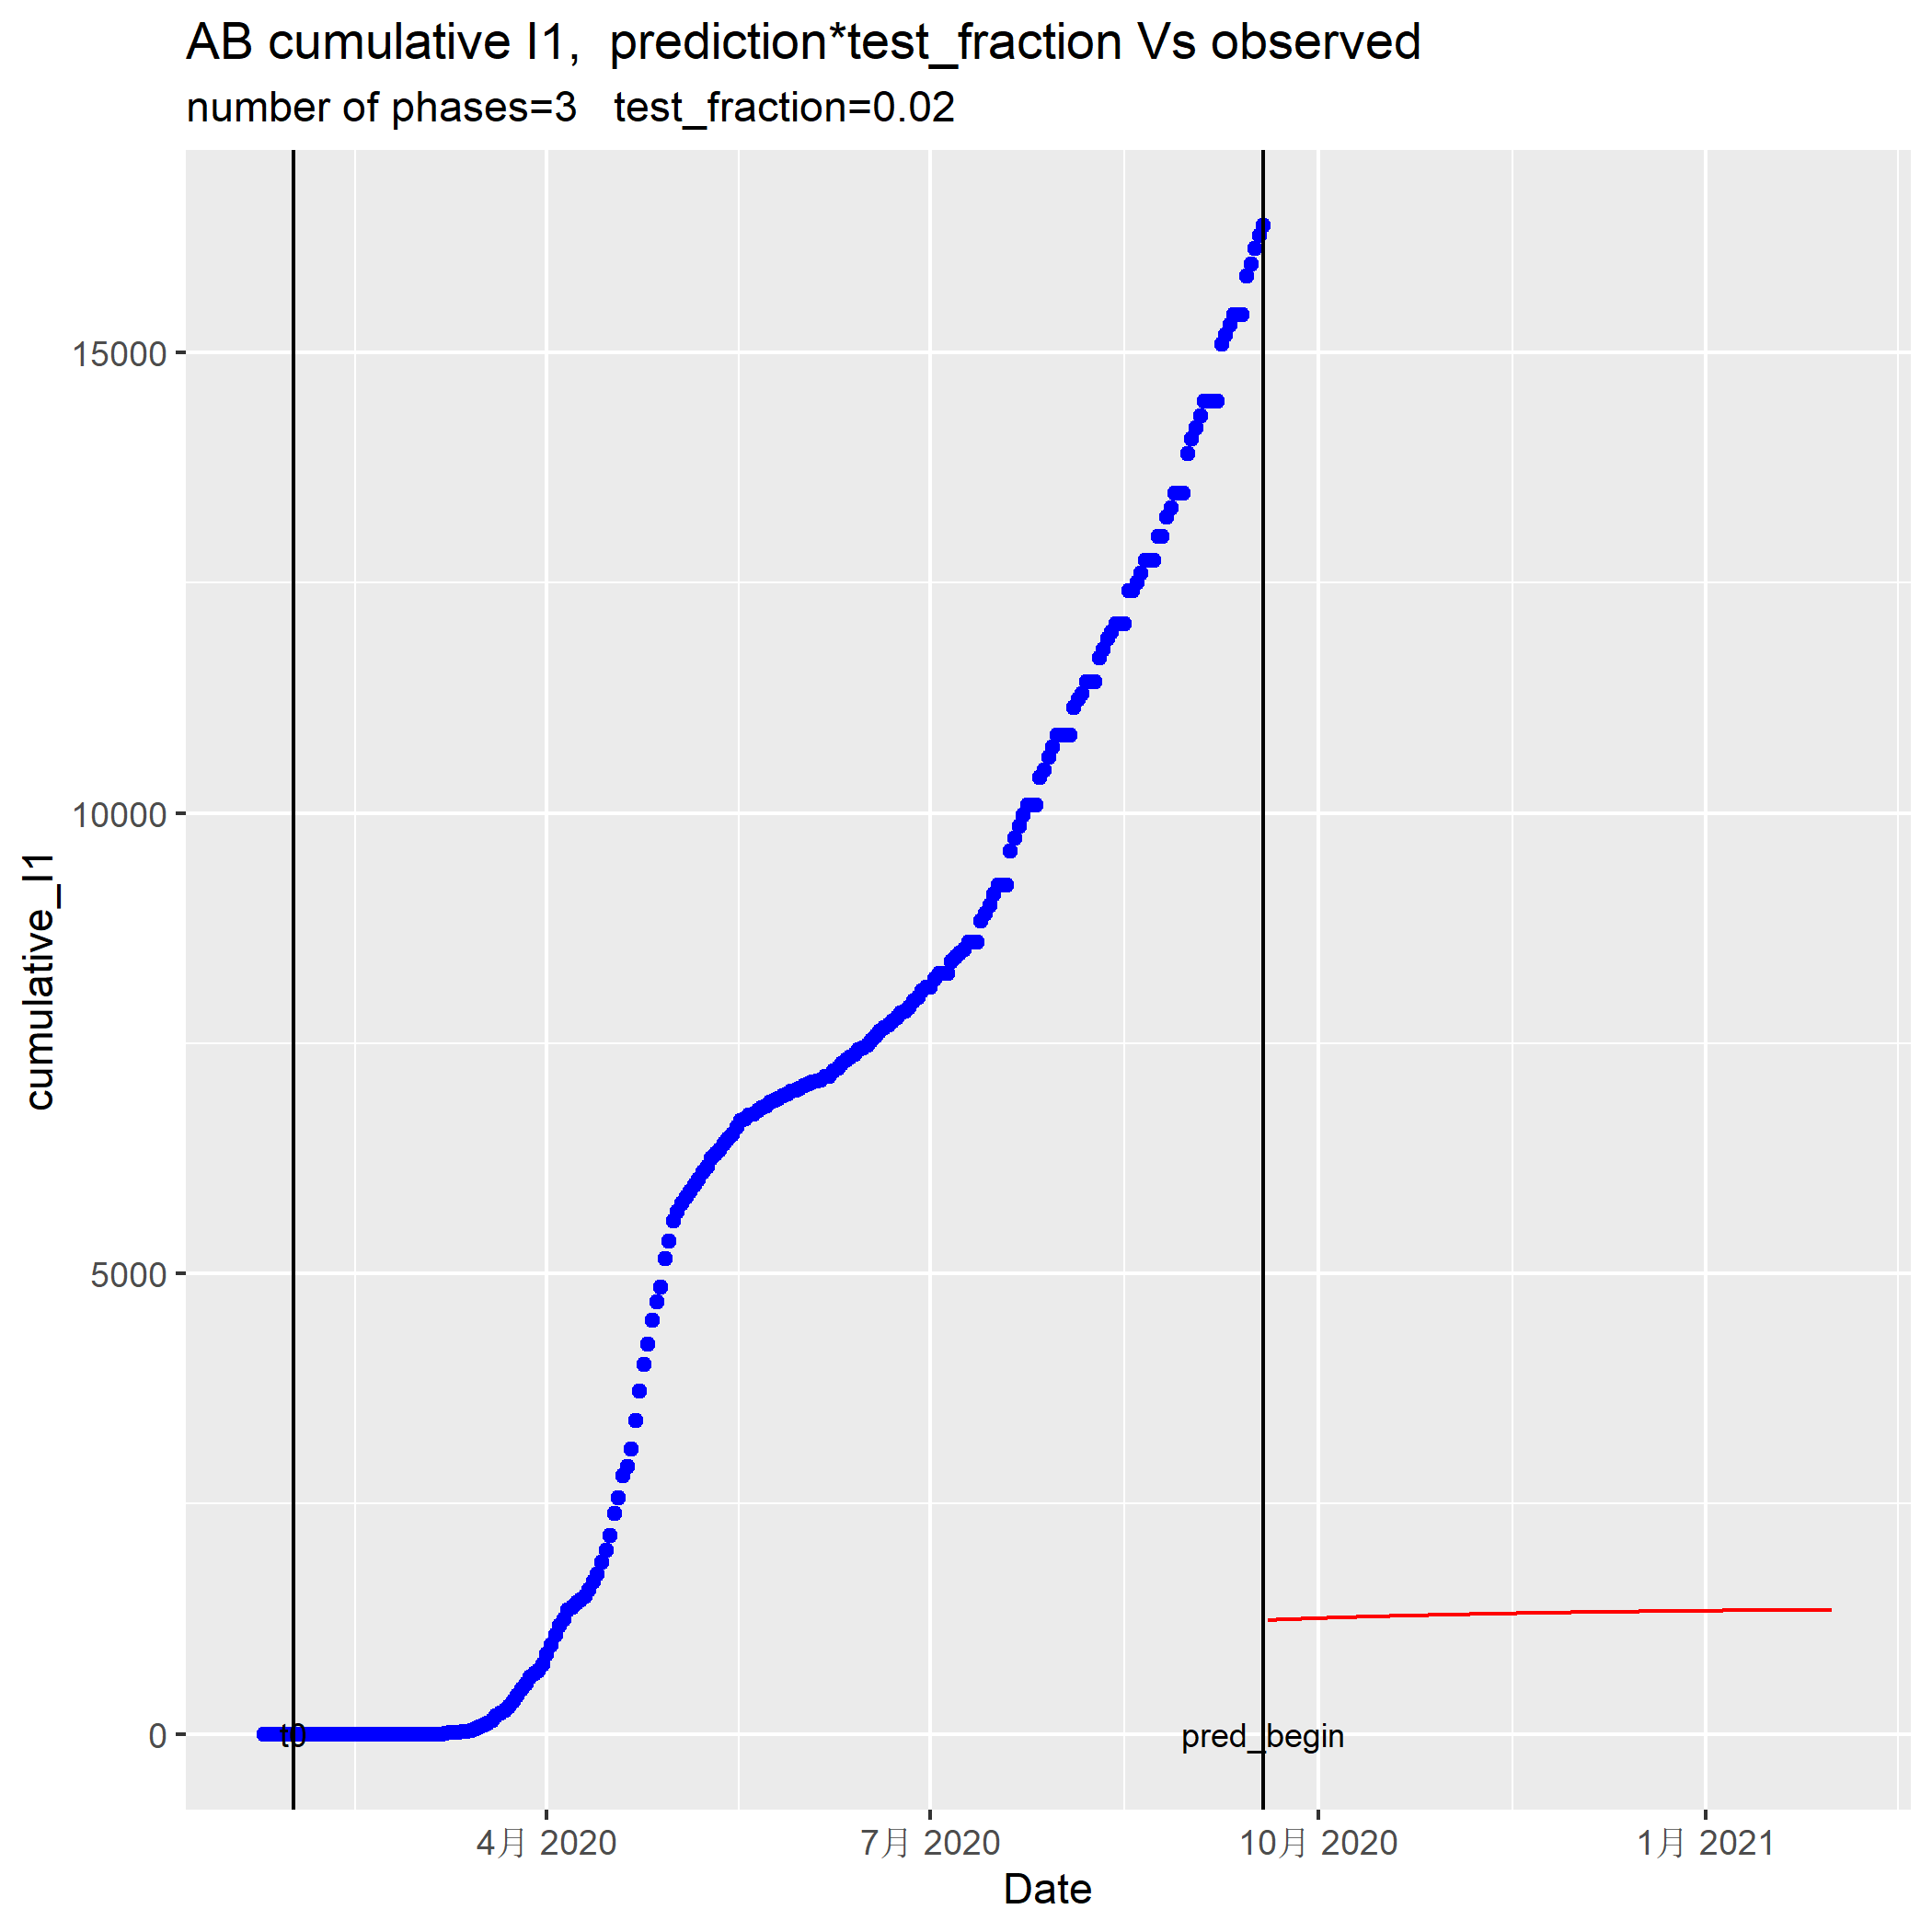 AB cumulative I1,  prediction*test_fraction Vs observed
number of phases=3   test_fraction=0.02
15000
10000
5000
0
cumulative_I1
t0
pred_begin
4月 2020
7月 2020
10月 2020
1月 2021
Date